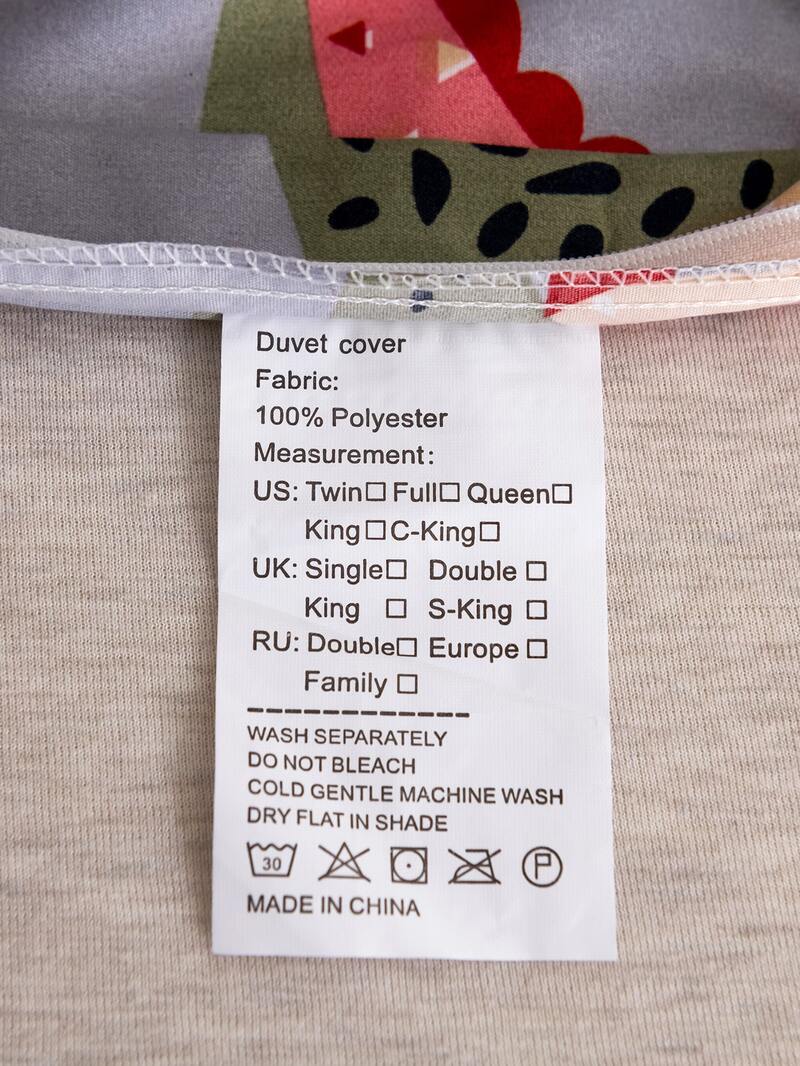 Duvet cover
Fabric:
100% Polyester
Measurement:
US: Twin☐ Full☐ Queen☐
King☐ C-King☐
UK: Single☐ Double ☐
King ☐ S-King ☐
RU: Double☐ Europe ☐
Family ☐
WASH SEPARATELY
DO NOT BLEACH
COLD GENTLE MACHINE WASH
DRY FLAT IN SHADE
30 P
MADE IN CHINA